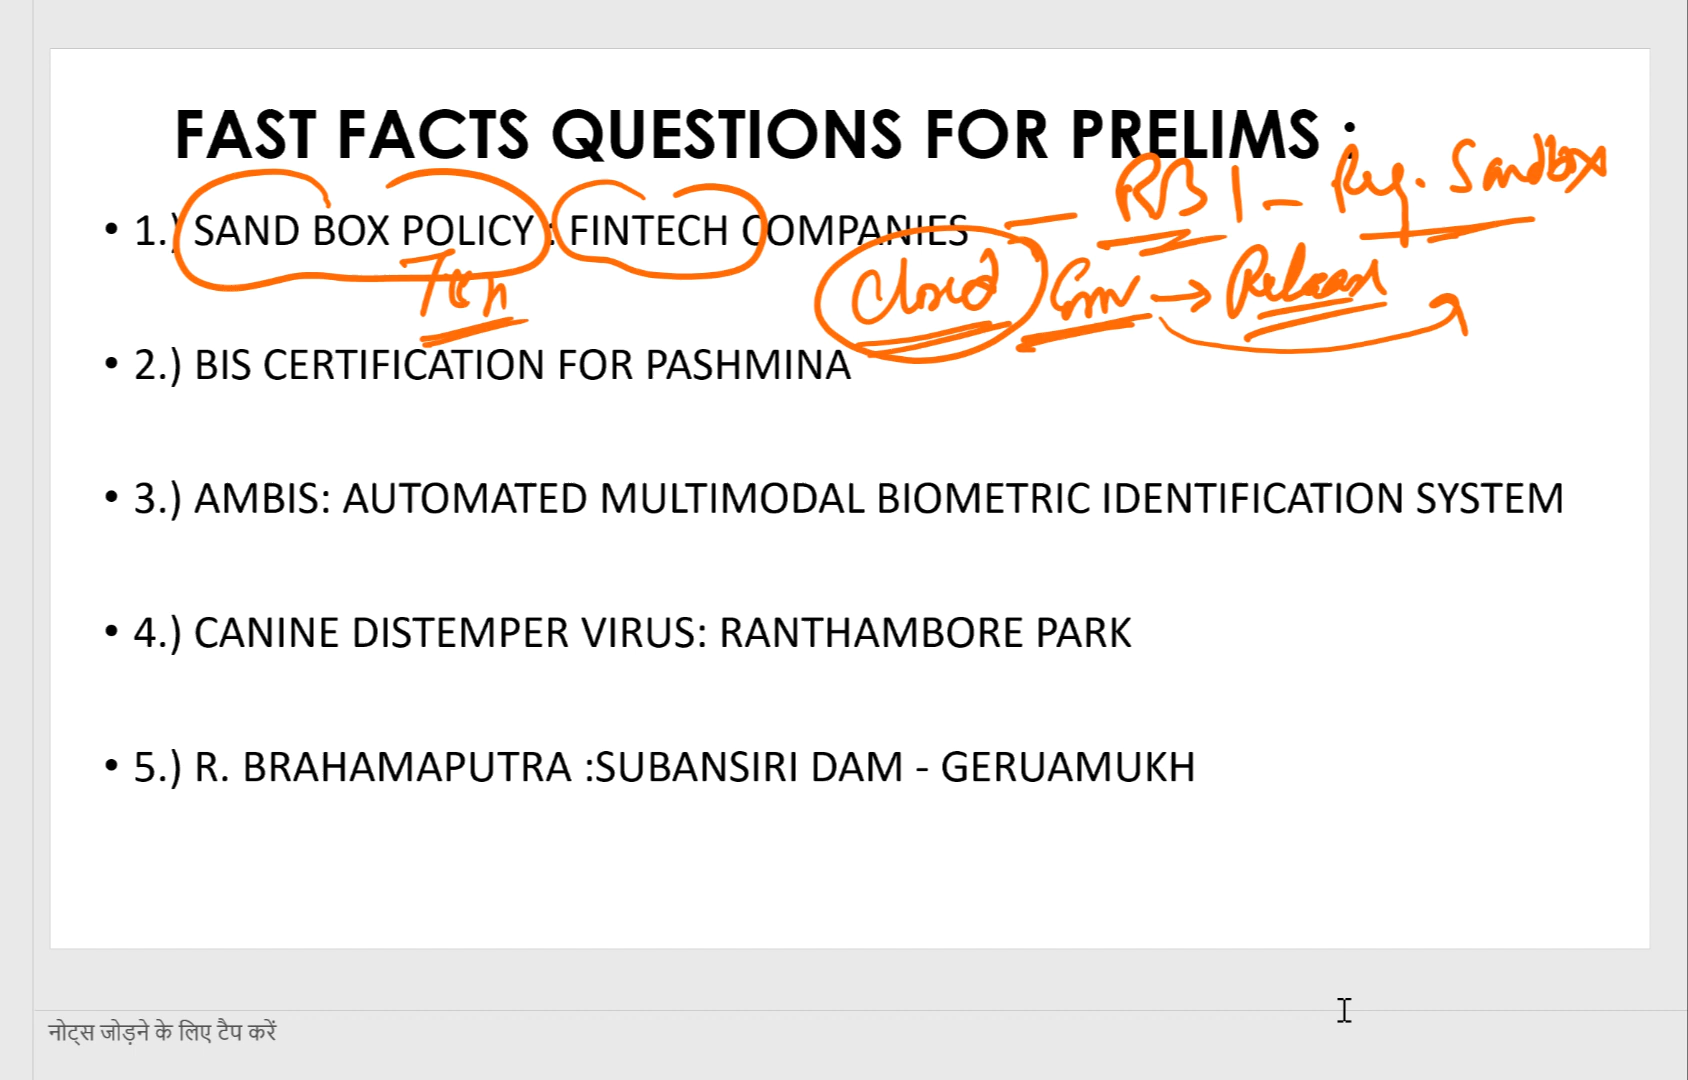 FAST FACTS QUESTIONS FOR PRELIMS :
RBI - Reg. Sandbox
• 1.) SAND BOX POLICY : FINTECH COMPANIES
Closed Env → Release
• 2.) BIS CERTIFICATION FOR PASHMINA
• 3.) AMBIS: AUTOMATED MULTIMODAL BIOMETRIC IDENTIFICATION SYSTEM
• 4.) CANINE DISTEMPER VIRUS: RANTHAMBORE PARK
• 5.) R. BRAHAMAPUTRA :SUBANSIRI DAM - GERUAMUKH
नोट्स जोड़ने के लिए टैप करें